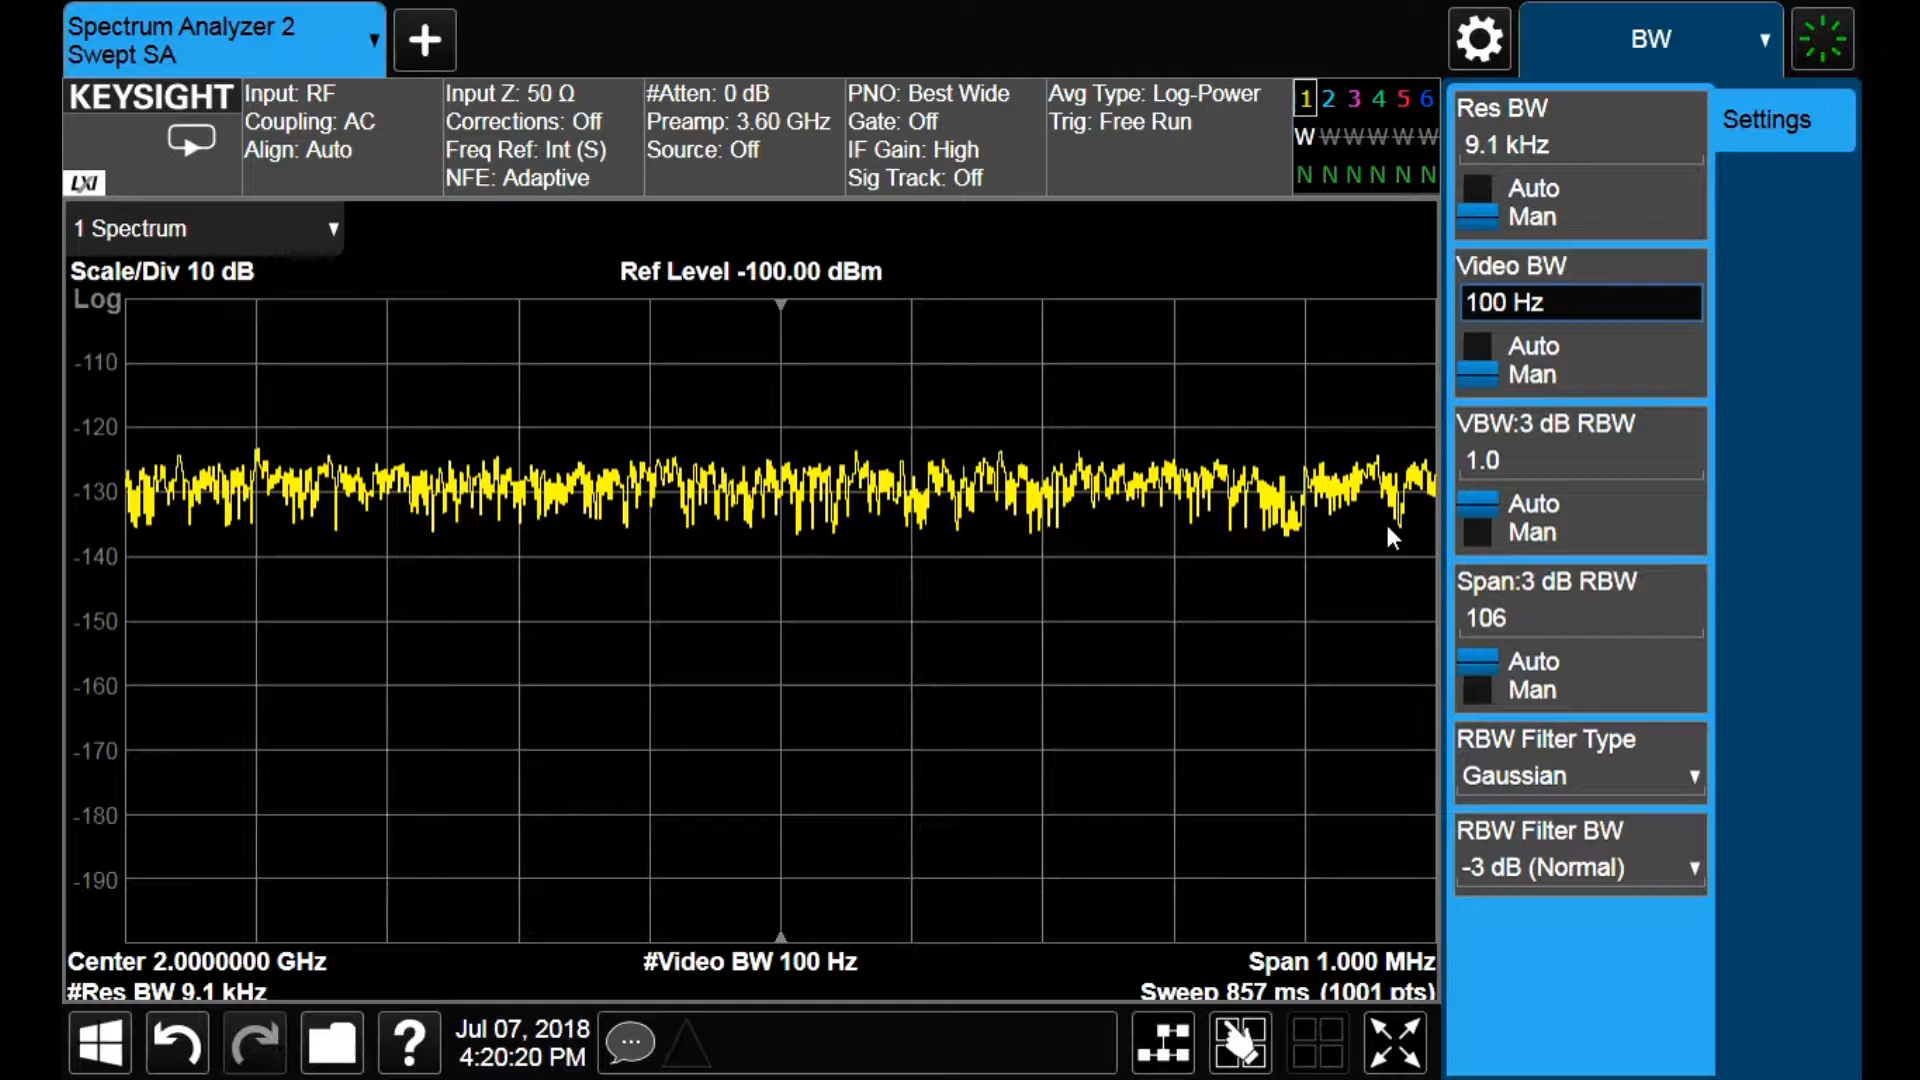 Spectrum Analyzer 2
Swept SA
BW
KEYSIGHT
LXI
Input: RF
Coupling: AC
Align: Auto
Input Z: 50 Ω
Corrections: Off
Freq Ref: Int (S)
NFE: Adaptive
#Atten: 0 dB
Preamp: 3.60 GHz
Source: Off
PNO: Best Wide
Gate: Off
IF Gain: High
Sig Track: Off
Avg Type: Log-Power
Trig: Free Run
1 2 3 4 5 6
W W W W W W
N N N N N N
1 Spectrum
Scale/Div 10 dB
Ref Level -100.00 dBm
Log
-110
-120
-130
-140
-150
-160
-170
-180
-190
Center 2.0000000 GHz
#Video BW 100 Hz
Span 1.000 MHz
#Res BW 9.1 kHz
Sweep 857 ms (1001 pts)
Settings
Res BW
9.1 kHz
Auto
Man
Video BW
100 Hz
Auto
Man
VBW:3 dB RBW
1.0
Auto
Man
Span:3 dB RBW
106
Auto
Man
RBW Filter Type
Gaussian
RBW Filter BW
-3 dB (Normal)
?
Jul 07, 2018
4:20:20 PM